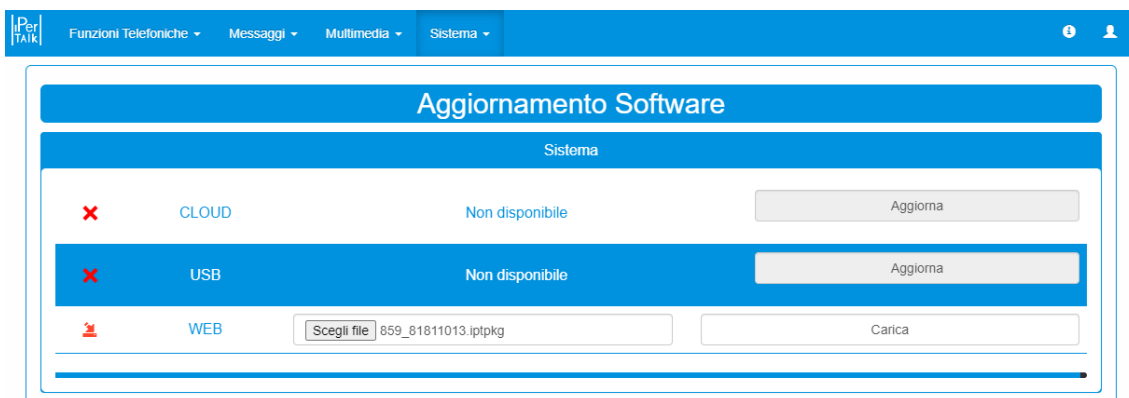 iPer
TAlk
Funzioni Telefoniche Messaggi Multimedia Sistema
Aggiornamento Software
Sistema
CLOUD Non disponibile Aggiorna
USB Non disponibile Aggiorna
WEB Scegli file 859_81811013.iptpkg Carica